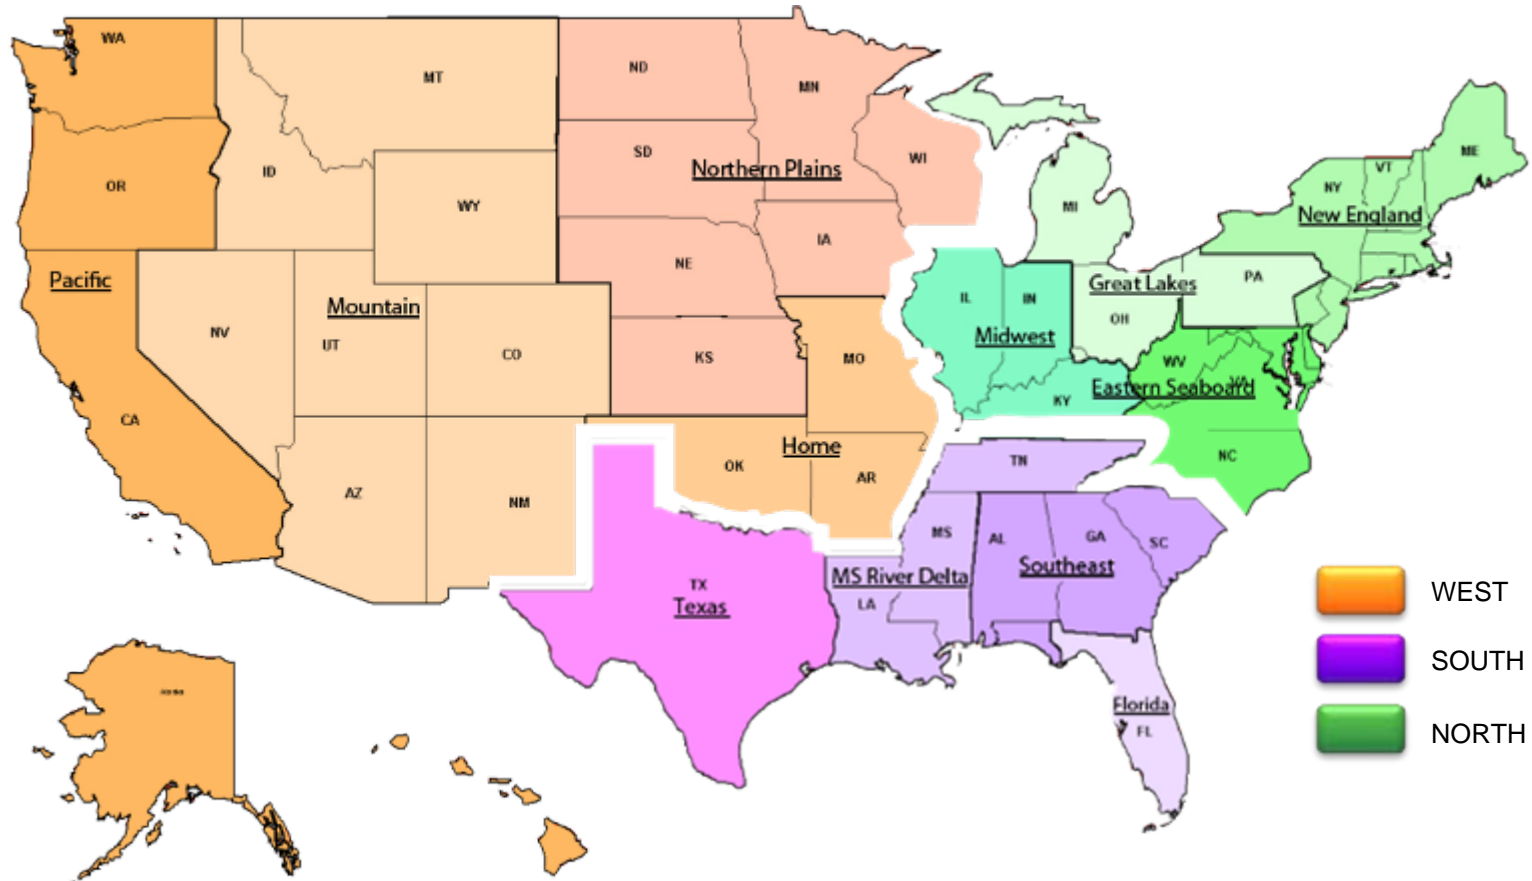 WA
MT
ND
MN
OR
ID
WY
SD
Northern Plains
WI
IA
NE
MI
ME
VT
NY
New England
Pacific
Mountain
NV
UT
CO
KS
MO
IL
IN
Midwest
KY
Great Lakes
OH
PA
WV
VA
Eastern Seaboard
NC
CA
AZ
NM
Home
OK
AR
TN
MS
AL
GA
SC
MS River Delta
Southeast
LA
TX
Texas
Florida
FL
WEST
SOUTH
NORTH